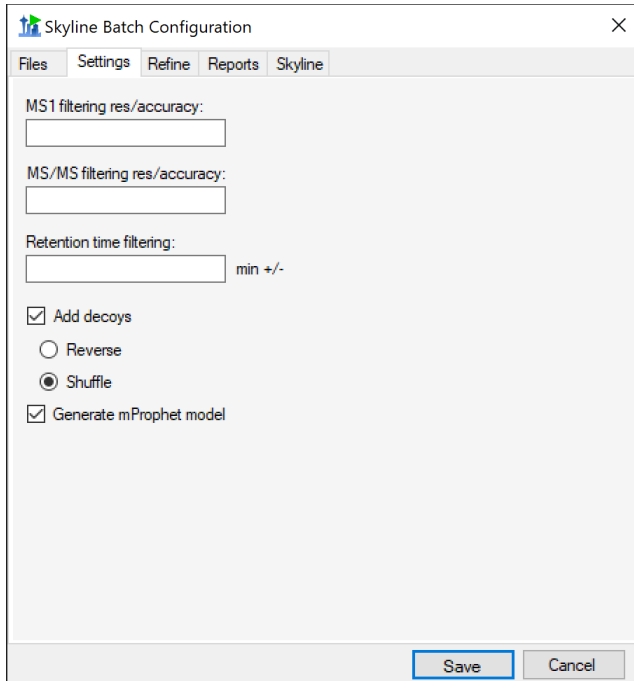 Skyline Batch Configuration
Files Settings Refine Reports Skyline
MS1 filtering res/accuracy:
MS/MS filtering res/accuracy:
Retention time filtering:
min +/-
Add decoys
Reverse
Shuffle
Generate mProphet model
Save Cancel